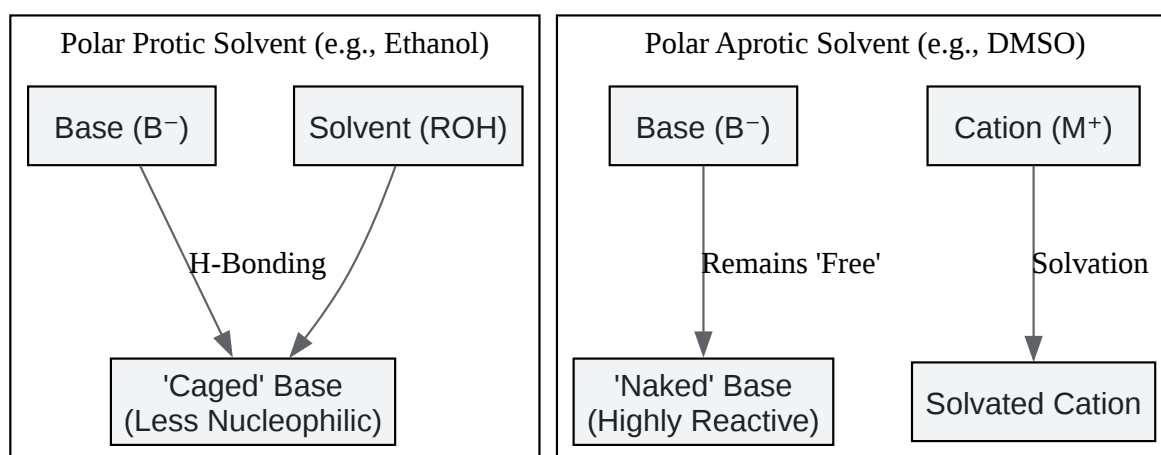 Polar Protic Solvent (e.g., Ethanol)
Base (B⁻)
Solvent (ROH)
H-Bonding
'Caged' Base
(Less Nucleophilic)
Polar Aprotic Solvent (e.g., DMSO)
Base (B⁻)
Cation (M⁺)
Remains 'Free'
Solvation
'Naked' Base
(Highly Reactive)
Solvated Cation